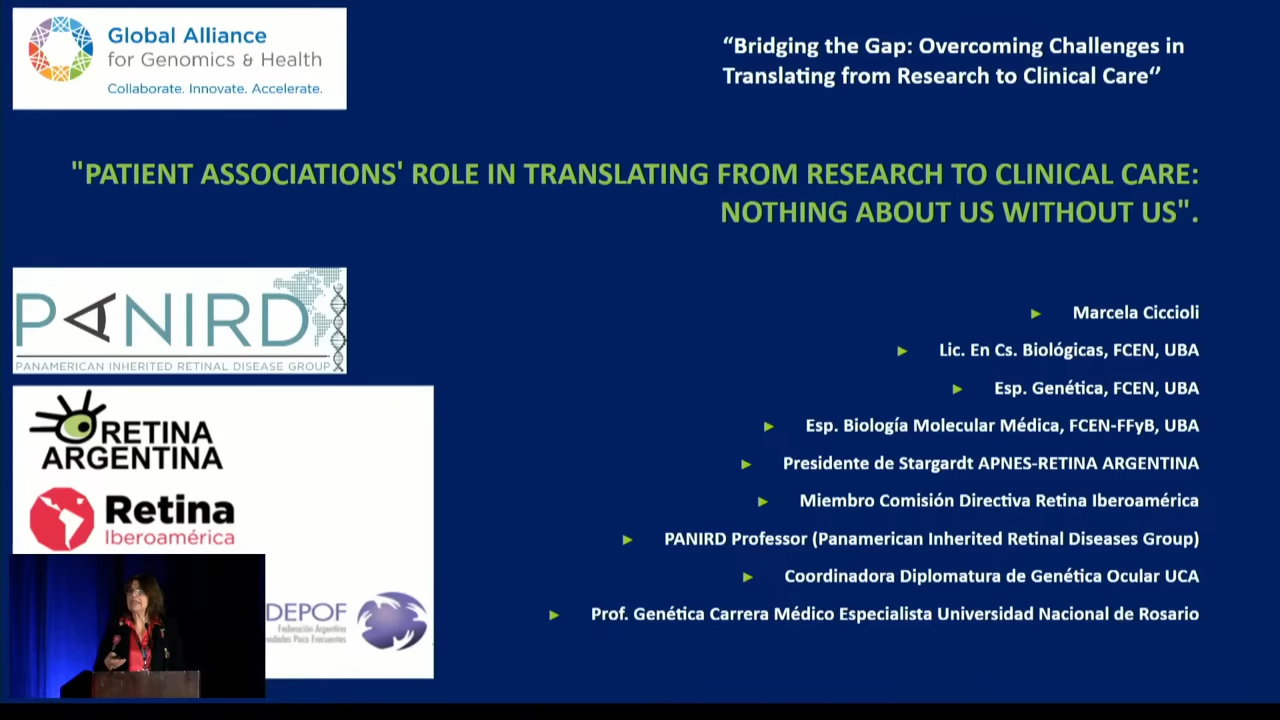 Global Alliance
for Genomics & Health
Collaborate. Innovate. Accelerate.
“Bridging the Gap: Overcoming Challenges in
Translating from Research to Clinical Care“
"PATIENT ASSOCIATIONS' ROLE IN TRANSLATING FROM RESEARCH TO CLINICAL CARE:
NOTHING ABOUT US WITHOUT US".
PANIRD
PANAMERICAN INHERITED RETINAL DISEASE GROUP
RETINA
ARGENTINA
Retina
Iberoamérica
DEPOF
Federación Argentina
Poco Frecuentes
Marcela Ciccioli
Lic. En Cs. Biológicas, FCEN, UBA
Esp. Genética, FCEN, UBA
Esp. Biología Molecular Médica, FCEN-FFyB, UBA
Presidente de Stargardt APNES-RETINA ARGENTINA
Miembro Comisión Directiva Retina Iberoamérica
PANIRD Professor (Panamerican Inherited Retinal Diseases Group)
Coordinadora Diplomatura de Genética Ocular UCA
Prof. Genética Carrera Médico Especialista Universidad Nacional de Rosario